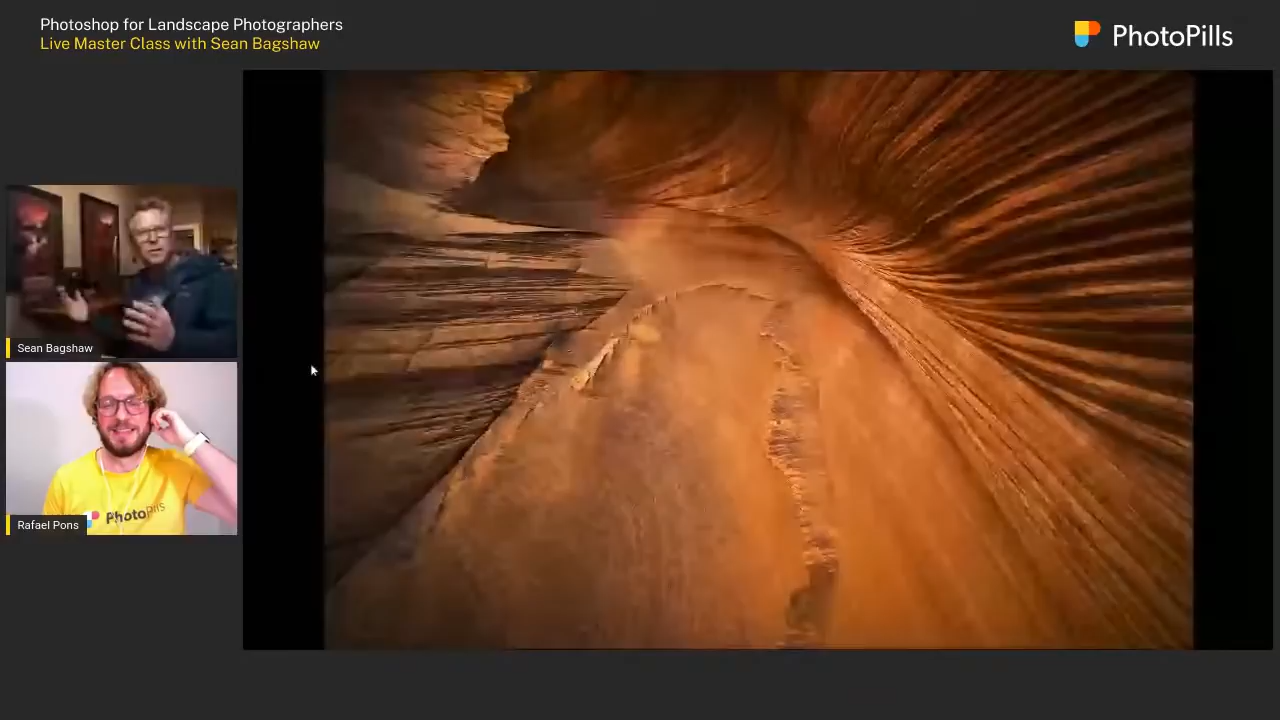 Photoshop for Landscape Photographers
Live Master Class with Sean Bagshaw
PhotoPills
Sean Bagshaw
PhotoPills
Rafael Pons